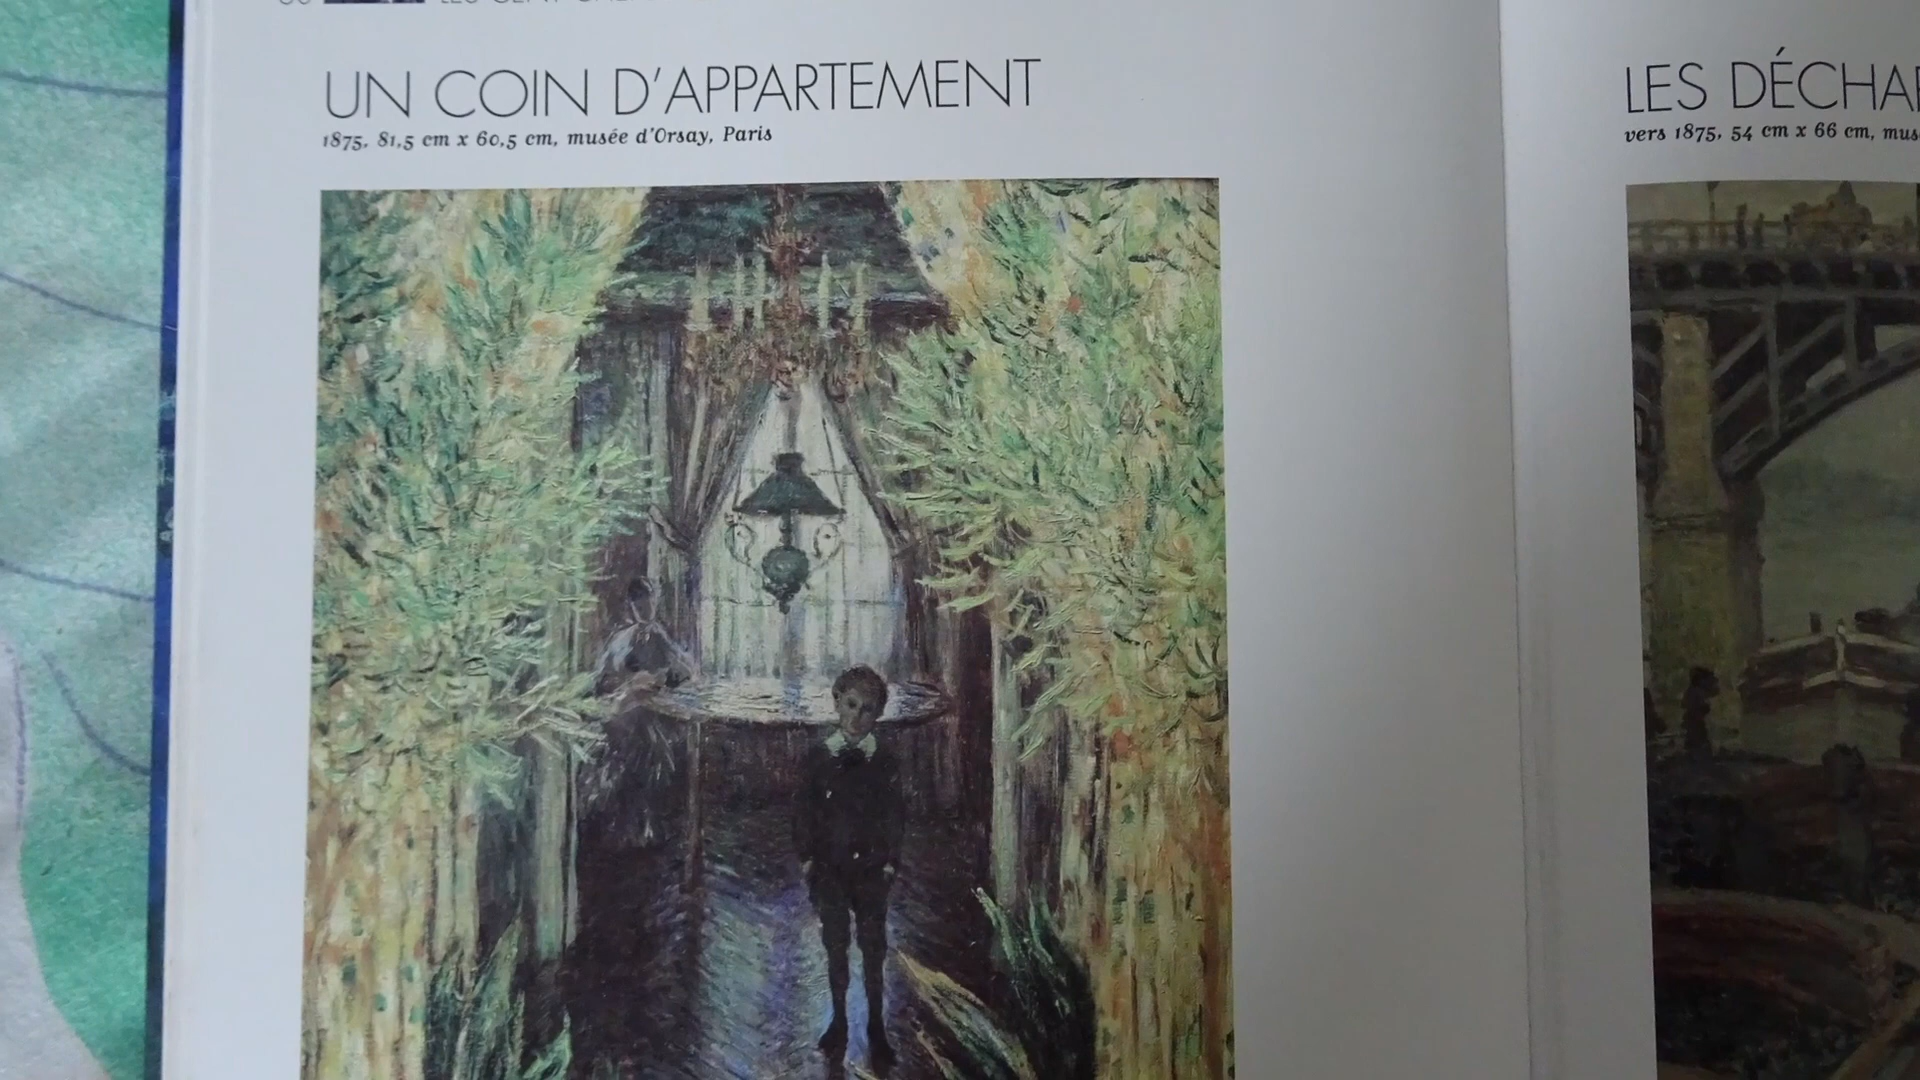 UN COIN D'APPARTEMENT
1875, 81,5 cm x 60,5 cm, musée d'Orsay, Paris
LES DÉCHAR
vers 1875, 54 cm x 66 cm, mus